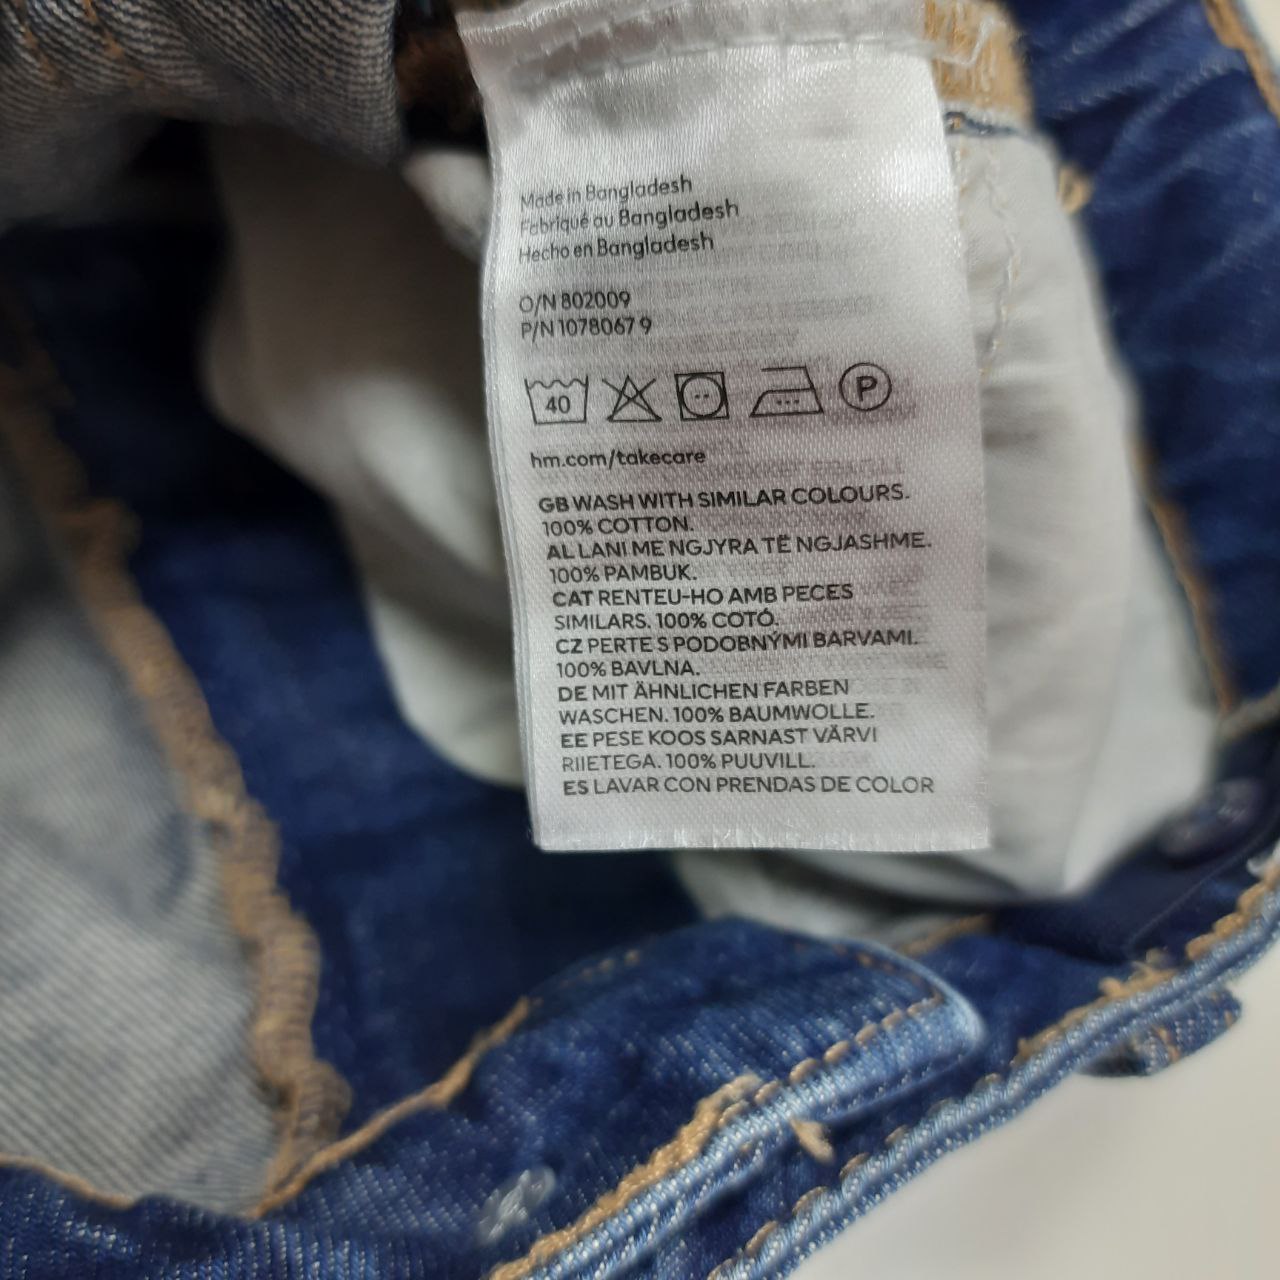 Made in Bangladesh
Fabriqué au Bangladesh
Hecho en Bangladesh
O/N 802009
P/N 1078067 9
40 P
hm.com/takecare
GB WASH WITH SIMILAR COLOURS.
100% COTTON.
AL LANI ME NGJYRA TË NGJASHME.
100% PAMBUK.
CAT RENTEU-HO AMB PECES
SIMILARS. 100% COTÓ.
CZ PERTE S PODOBNÝMI BARVAMI.
100% BAVLNA.
DE MIT ÄHNLICHEN FARBEN
WASCHEN. 100% BAUMWOLLE.
EE PESE KOOS SARNAST VÄRVI
RIIETEGA. 100% PUUVILL.
ES LAVAR CON PRENDAS DE COLOR